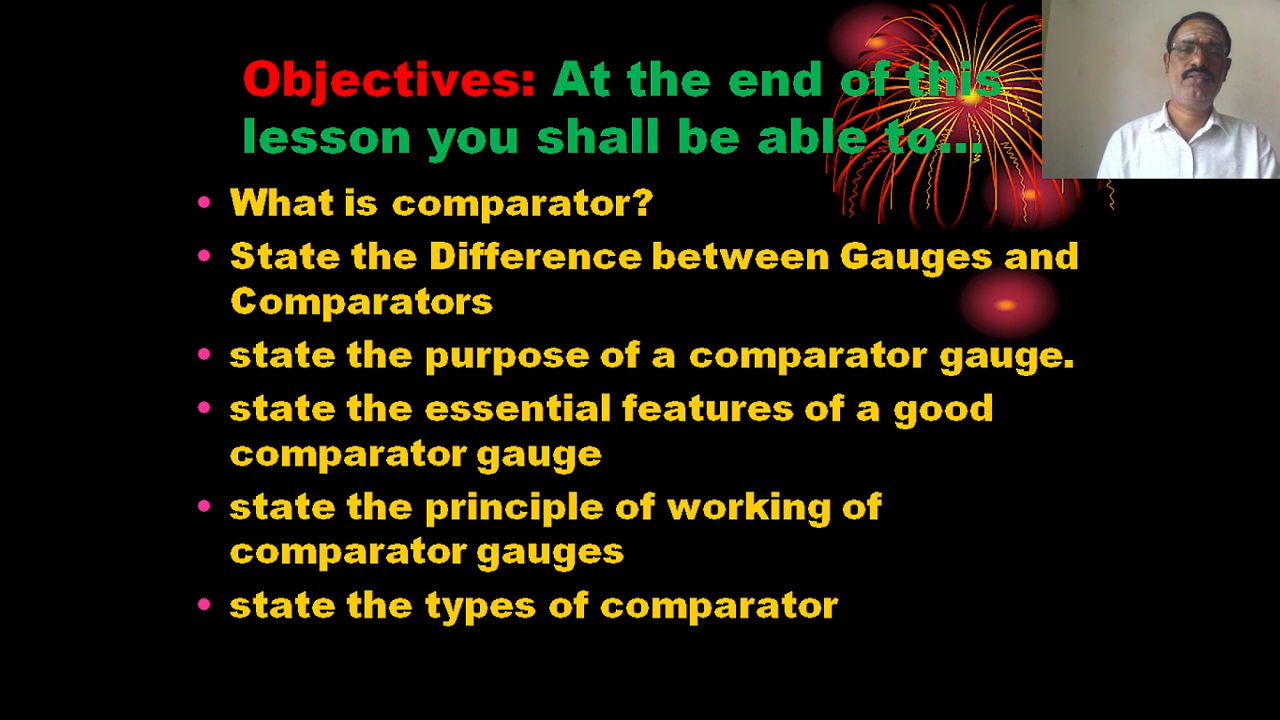 Objectives: At the end of this
lesson you shall be able to...
• What is comparator?
• State the Difference between Gauges and
Comparators
• state the purpose of a comparator gauge.
• state the essential features of a good
comparator gauge
• state the principle of working of
comparator gauges
• state the types of comparator